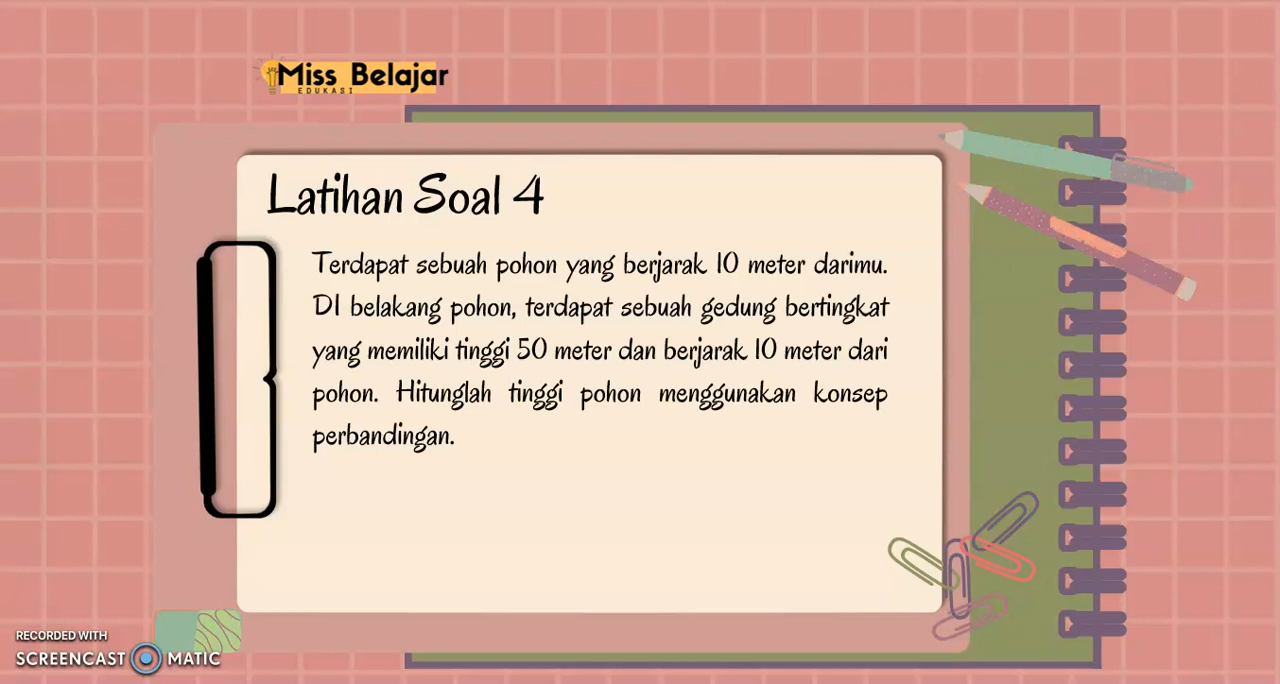 Miss Belajar
EDUKASI
Latihan Soal 4
Terdapat sebuah pohon yang berjarak 10 meter darimu.
DI belakang pohon, terdapat sebuah gedung bertingkat
yang memiliki tinggi 50 meter dan berjarak 10 meter dari
pohon. Hitunglah tinggi pohon menggunakan konsep
perbandingan.
RECORDED WITH
SCREENCAST MATIC